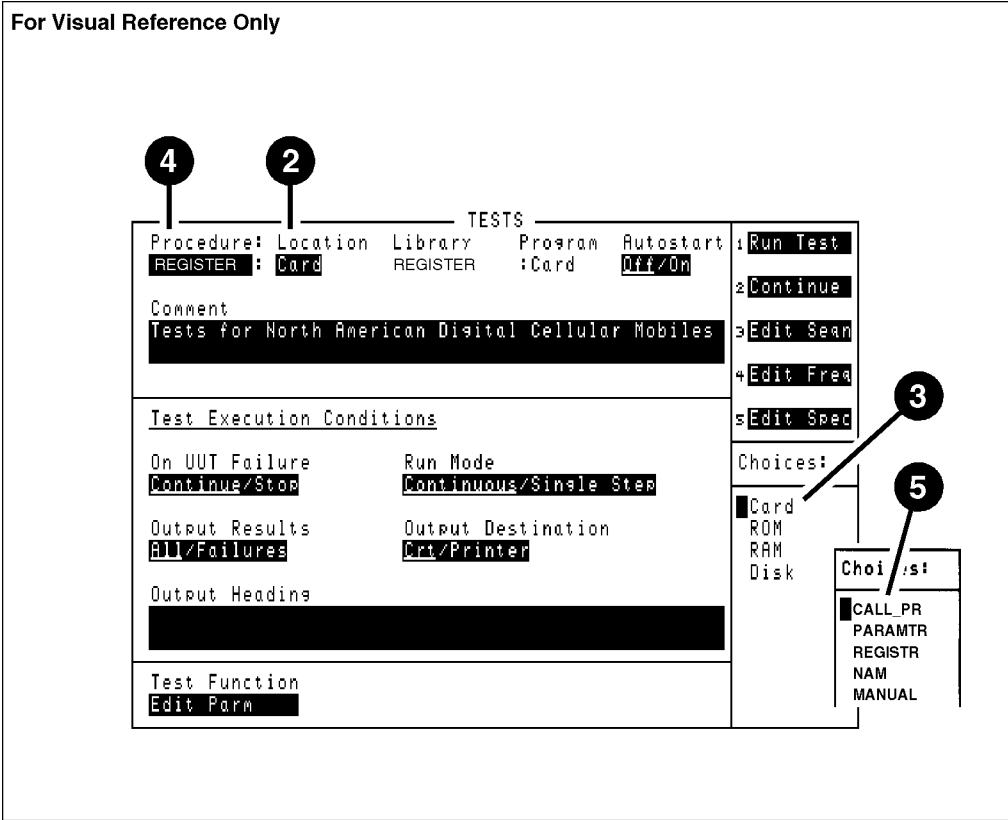 For Visual Reference Only
4
2
TESTS
Procedure: Location Library Program Autostart
REGISTER : Card REGISTER :Card Off/On
Comment
Tests for North American Digital Cellular Mobiles
1 Run Test
2 Continue
3 Edit Seqn
4 Edit Freq
5 Edit Spec
3
Test Execution Conditions
On UUT Failure Run Mode
Continue/Stop Continuous/Single Step
Output Results Output Destination
All/Failures Crt/Printer
Output Heading
Test Function
Edit Parm
Choices:
Card
ROM
RAM
Disk
5
Choices:
CALL_PR
PARAMTR
REGISTR
NAM
MANUAL